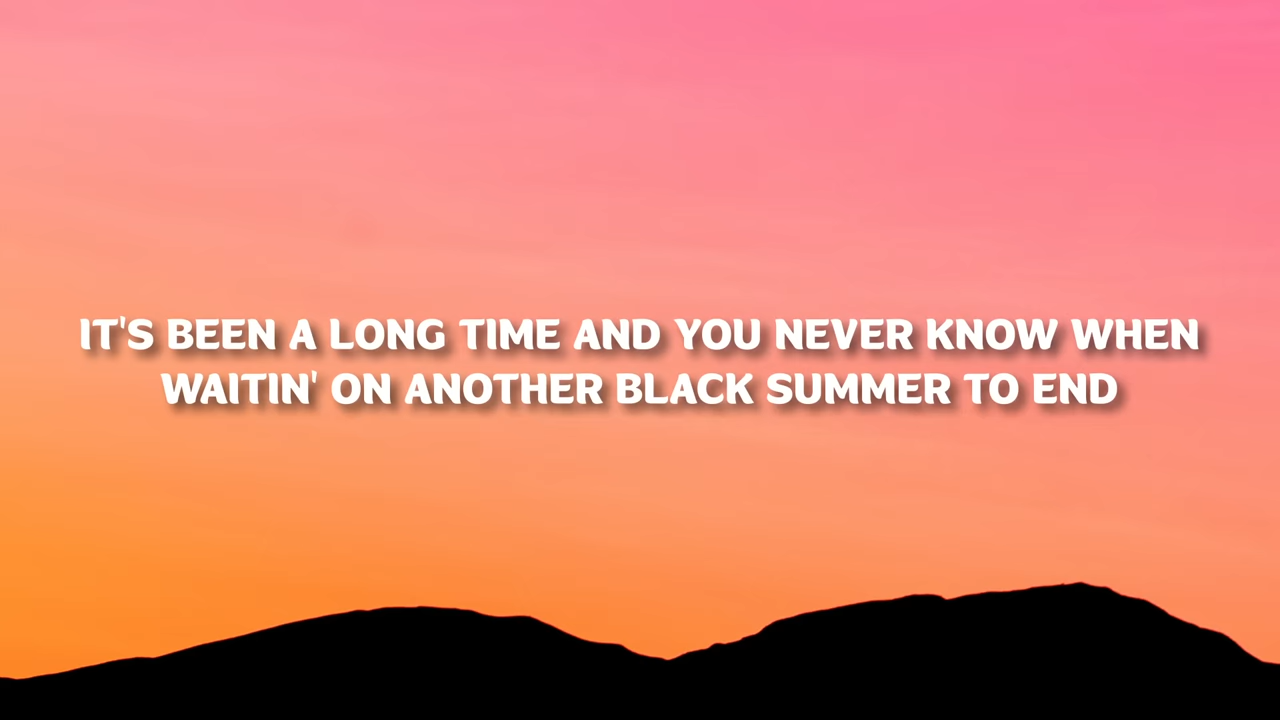 IT'S BEEN A LONG TIME AND YOU NEVER KNOW WHEN
WAITIN' ON ANOTHER BLACK SUMMER TO END